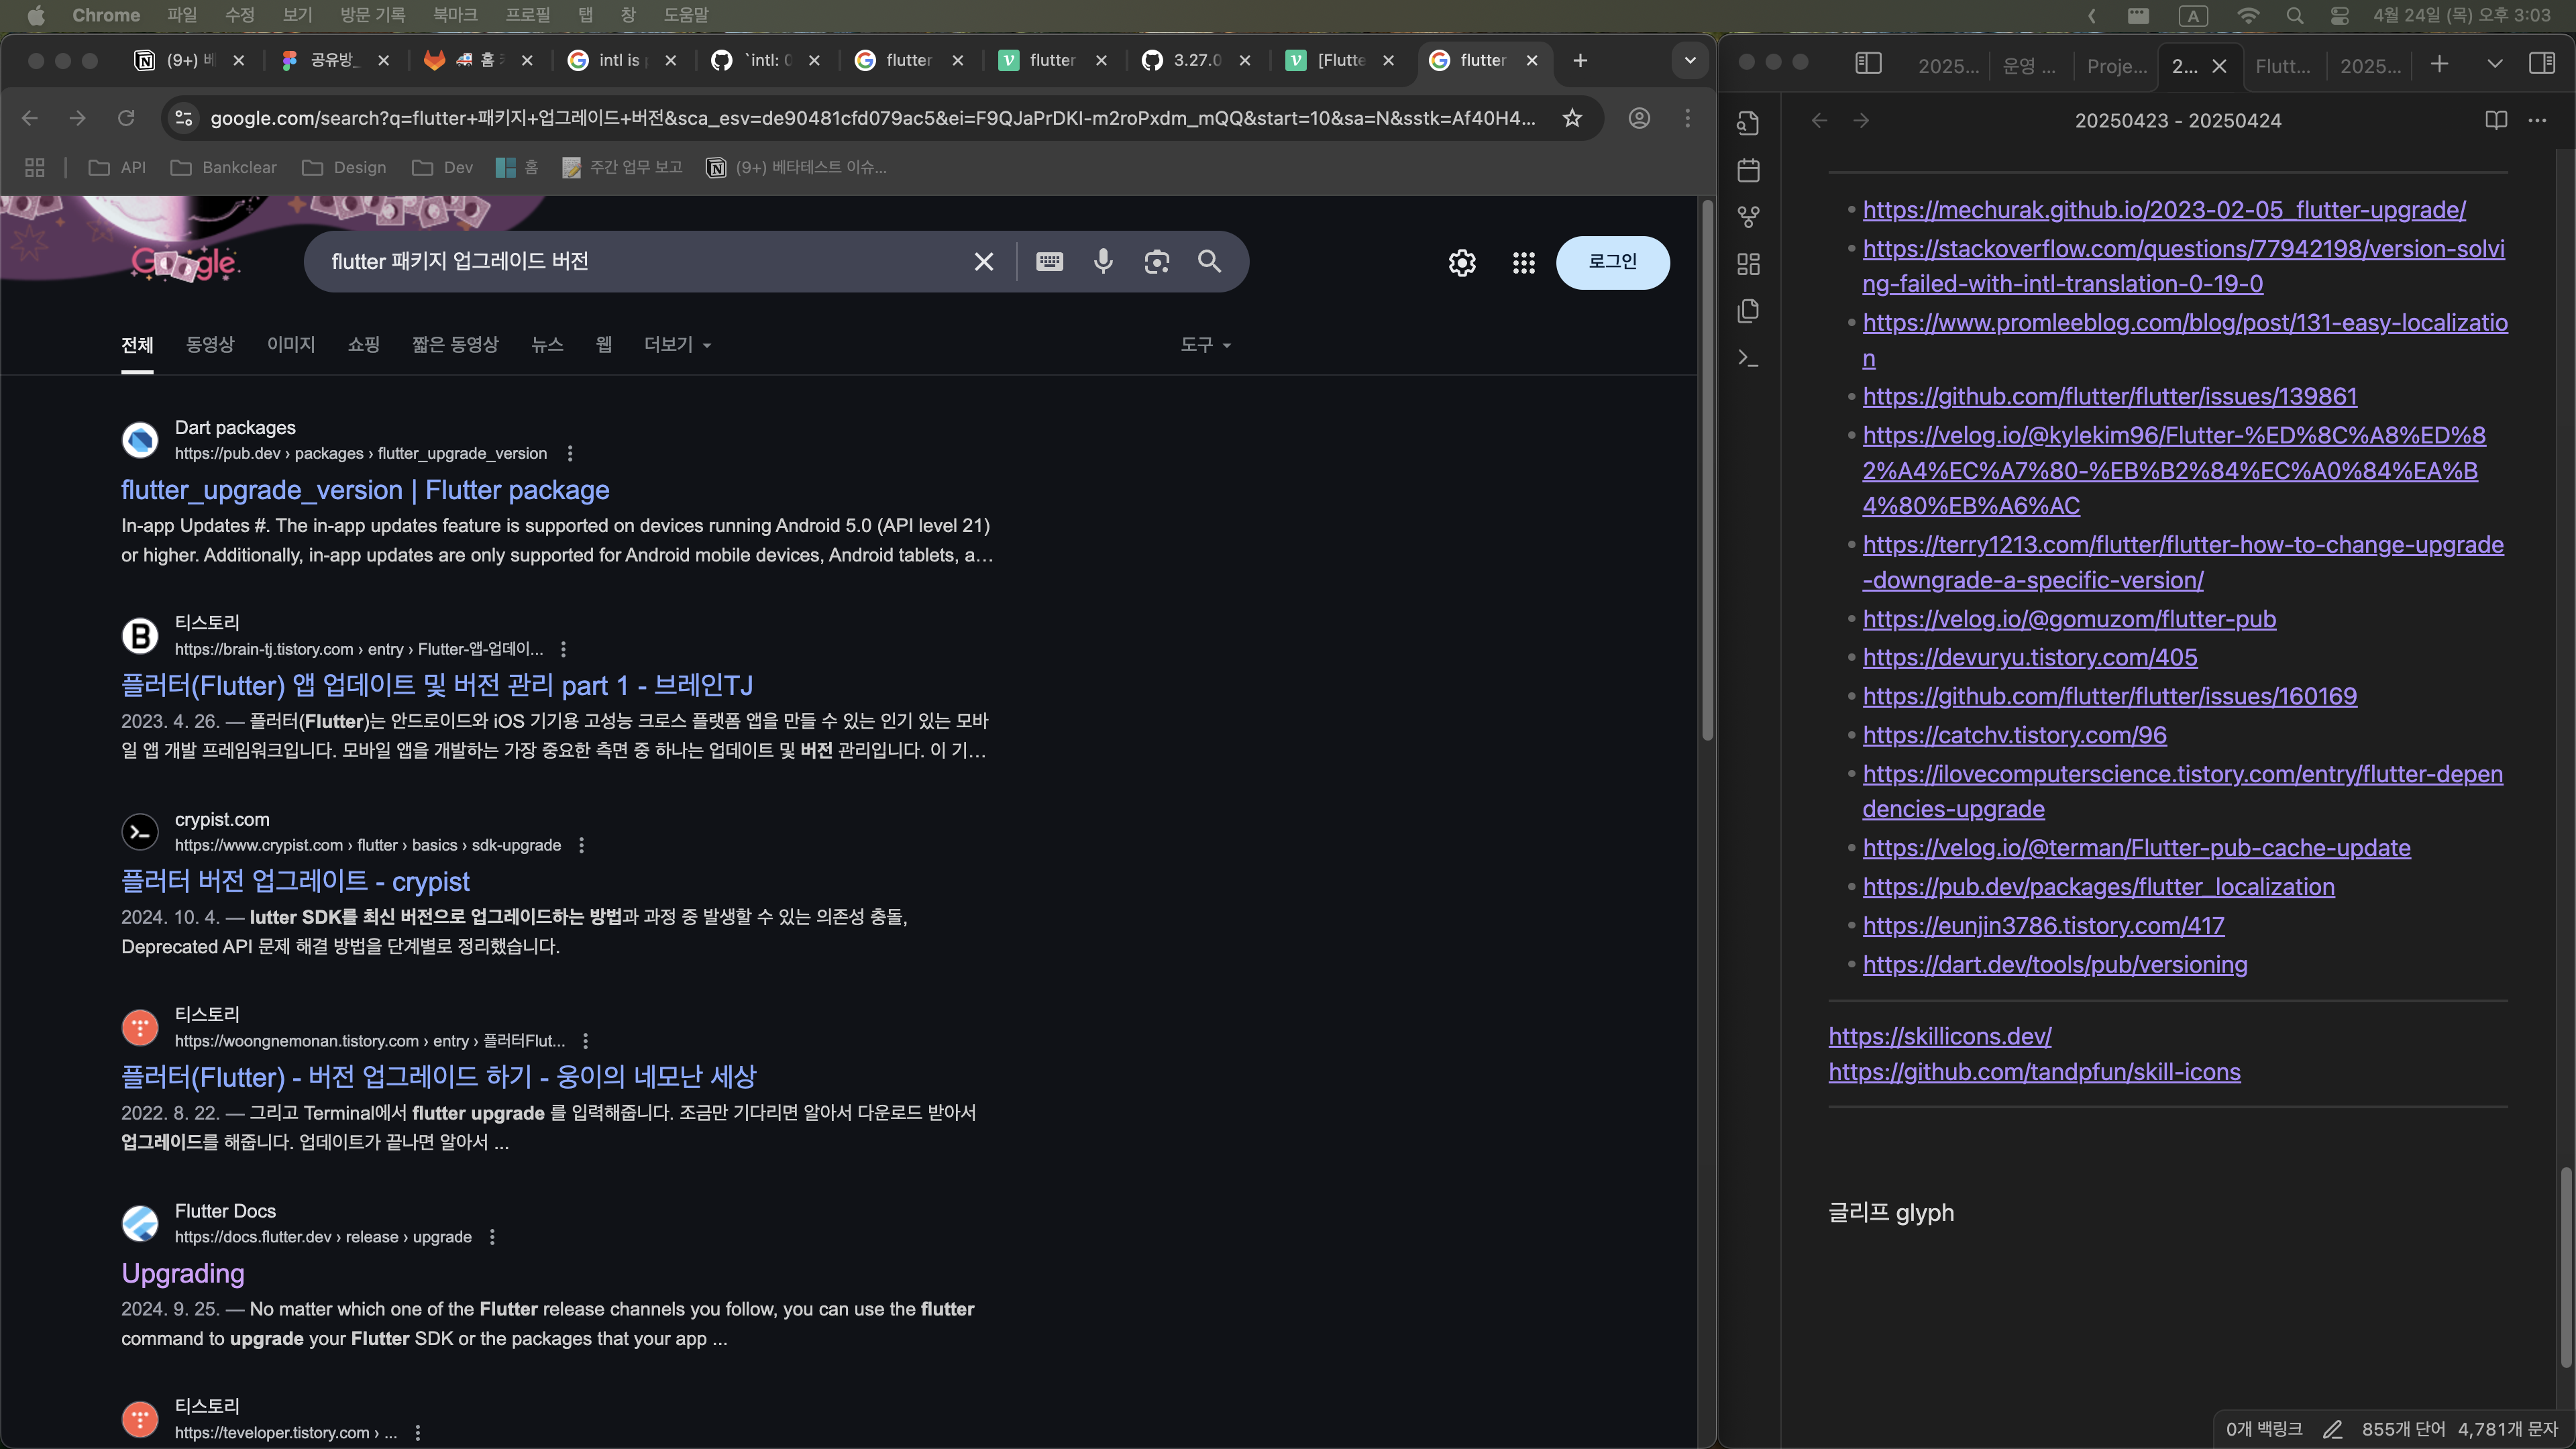 Chrome 파일 수정 보기 방문 기록 북마크 프로필 탭 창 도움말
A 4월 24일 (목) 오후 3:03
(9+) 공유방_ 홈 intl is `intl: 0 flutter flutter 3.27.0 [Flutte flutter
google.com/search?q=flutter+패키지+업그레이드+버전&sca_esv=de90481cfd079ac5&ei=F9QJaPrDKI-m2roPxdm_mQQ&start=10&sa=N&sstk=Af40H4...
API Bankclear Design Dev 홈 주간 업무 보고 (9+) 베타테스트 이슈...
Google
flutter 패키지 업그레이드 버전
로그인
전체 동영상 이미지 쇼핑 짧은 동영상 뉴스 웹 더보기 도구
Dart packages
https://pub.dev › packages › flutter_upgrade_version
flutter_upgrade_version | Flutter package
In-app Updates #. The in-app updates feature is supported on devices running Android 5.0 (API level 21)
or higher. Additionally, in-app updates are only supported for Android mobile devices, Android tablets, a...
티스토리
https://brain-tj.tistory.com › entry › Flutter-앱-업데이...
플러터(Flutter) 앱 업데이트 및 버전 관리 part 1 - 브레인TJ
2023. 4. 26. — 플러터(Flutter)는 안드로이드와 iOS 기기용 고성능 크로스 플랫폼 앱을 만들 수 있는 인기 있는 모바
일 앱 개발 프레임워크입니다. 모바일 앱을 개발하는 가장 중요한 측면 중 하나는 업데이트 및 버전 관리입니다. 이 기...
crypist.com
https://www.crypist.com › flutter › basics › sdk-upgrade
플러터 버전 업그레이트 - crypist
2024. 10. 4. — lutter SDK를 최신 버전으로 업그레이드하는 방법과 과정 중 발생할 수 있는 의존성 충돌,
Deprecated API 문제 해결 방법을 단계별로 정리했습니다.
티스토리
https://woongnemonan.tistory.com › entry › 플러터Flut...
플러터(Flutter) - 버전 업그레이드 하기 - 웅이의 네모난 세상
2022. 8. 22. — 그리고 Terminal에서 flutter upgrade 를 입력해줍니다. 조금만 기다리면 알아서 다운로드 받아서
업그레이드를 해줍니다. 업데이트가 끝나면 알아서 ...
Flutter Docs
https://docs.flutter.dev › release › upgrade
Upgrading
2024. 9. 25. — No matter which one of the Flutter release channels you follow, you can use the flutter
command to upgrade your Flutter SDK or the packages that your app ...
티스토리
https://teveloper.tistory.com › ...
2025... 운영 ... Proje... 2... Flutt... 2025...
20250423 - 20250424
https://mechurak.github.io/2023-02-05_flutter-upgrade/
https://stackoverflow.com/questions/77942198/version-solvi
ng-failed-with-intl-translation-0-19-0
https://www.promleeblog.com/blog/post/131-easy-localizatio
n
https://github.com/flutter/flutter/issues/139861
https://velog.io/@kylekim96/Flutter-%ED%8C%A8%ED%8
2%A4%EC%A7%80-%EB%B2%84%EC%A0%84%EA%B
4%80%EB%A6%AC
https://terry1213.com/flutter/flutter-how-to-change-upgrade
-downgrade-a-specific-version/
https://velog.io/@gomuzom/flutter-pub
https://devuryu.tistory.com/405
https://github.com/flutter/flutter/issues/160169
https://catchv.tistory.com/96
https://ilovecomputerscience.tistory.com/entry/flutter-depen
dencies-upgrade
https://velog.io/@terman/Flutter-pub-cache-update
https://pub.dev/packages/flutter_localization
https://eunjin3786.tistory.com/417
https://dart.dev/tools/pub/versioning
https://skillicons.dev/
https://github.com/tandpfun/skill-icons
글리프 glyph
0개 백링크 855개 단어 4,781개 문자